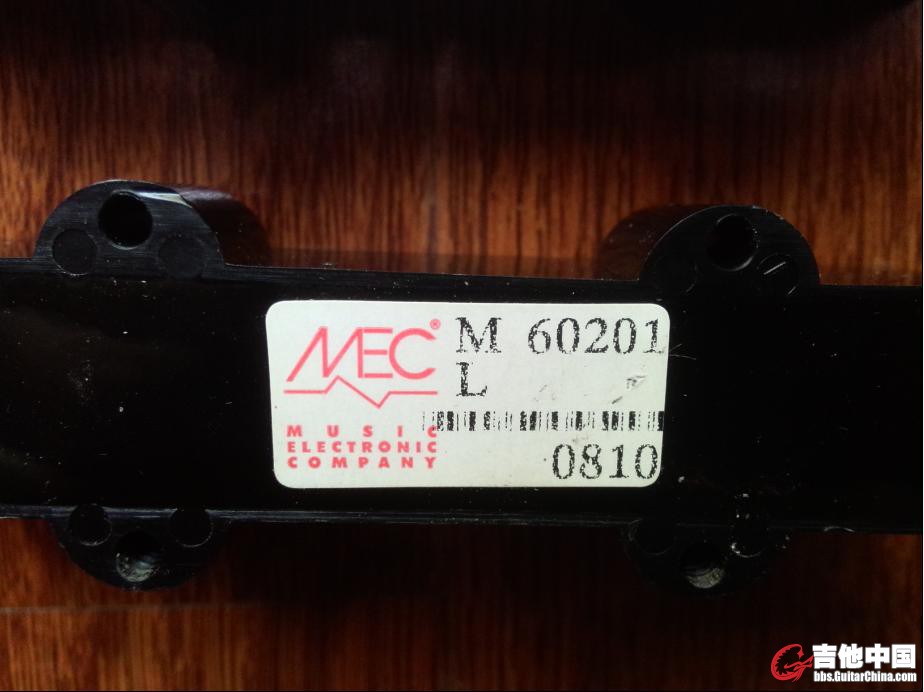 MEC®
M 60201
L
MUSIC
ELECTRONIC
COMPANY
0810
吉他中国
bbs.GuitarChina.com